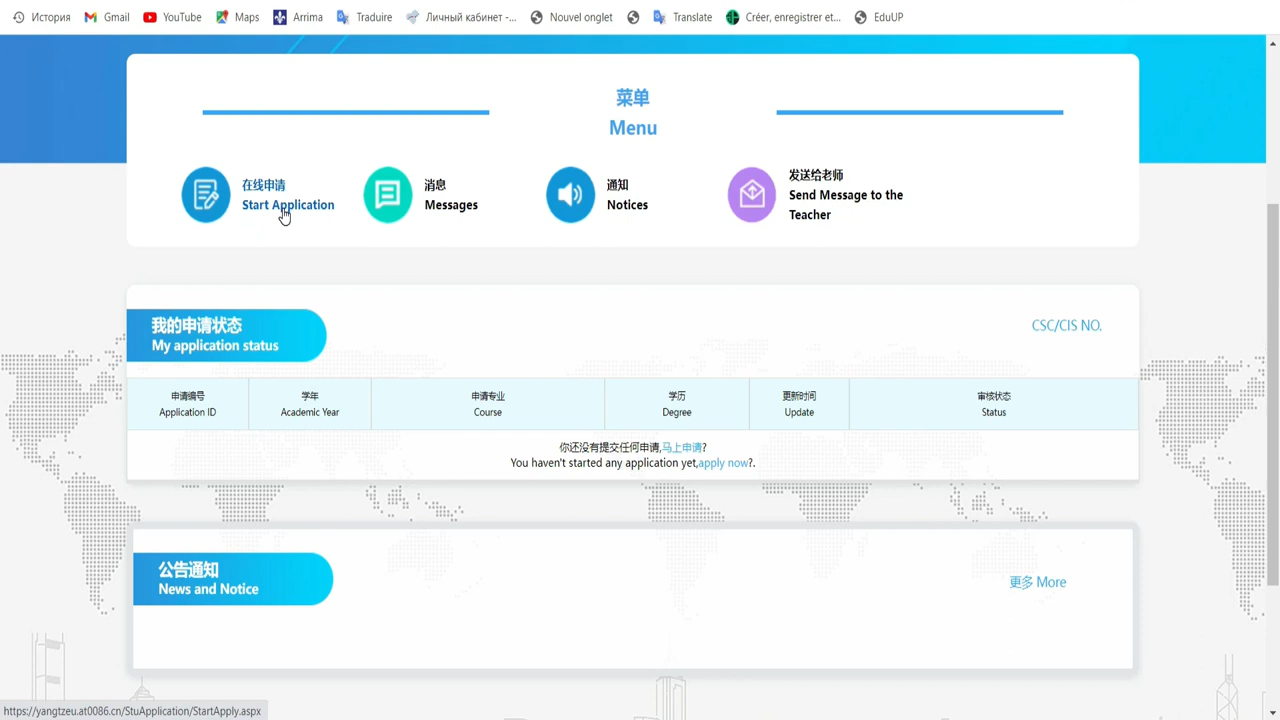 История Gmail YouTube Maps Arrima Traduire Личный кабинет -... Nouvel onglet Translate Créer, enregistrer et... EduUP
菜单
Menu
在线申请
Start Application
消息
Messages
通知
Notices
发送给老师
Send Message to the
Teacher
我的申请状态
My application status
CSC/CIS NO.
申请编号 学年 申请专业 学历 更新时间 审核状态
Application ID Academic Year Course Degree Update Status
你还没有提交任何申请,马上申请?
You haven't started any application yet,apply now?.
公告通知
News and Notice
更多 More
https://yangtzeu.at0086.cn/StuApplication/StartApply.aspx